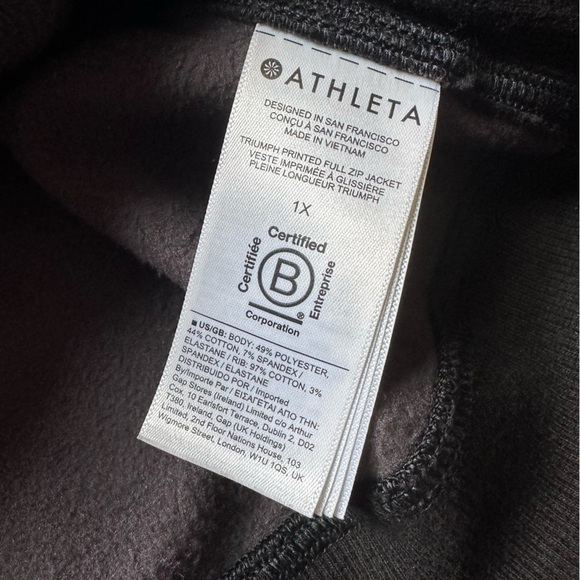 ATHLETA
DESIGNED IN SAN FRANCISCO
CONÇU À SAN FRANCISCO
MADE IN VIETNAM
TRIUMPH PRINTED FULL ZIP JACKET
VESTE IMPRIMÉE À GLISSIÈRE
PLEINE LONGUEUR TRIUMPH
1X
Certified
Certifiée
B
Entreprise
®
Corporation
■ US/GB: BODY: 49% POLYESTER,
44% COTTON, 7% SPANDEX /
ELASTANE / RIB: 97% COTTON, 3%
SPANDEX / ELASTANE
DISTRIBUIDO POR / Imported
By/Importe Par / ΕΙΣΑΓΕΤΑΙ ΑΠΟ ΤΗΝ:
Gap Stores (Ireland) Limited c/o Arthur
Cox, 10 Earlsfort Terrace, Dublin 2, D02
T380, Ireland, Gap (UK Holdings)
Limited, 2nd Floor Nations House, 103
Wigmore Street, London, W1U 1QS, UK